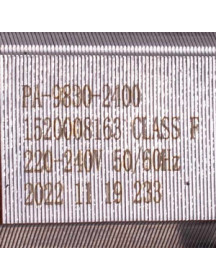 PA-9830-2400
1520008163 CLASS F
220-240V 50/60Hz
2022 11 19 233